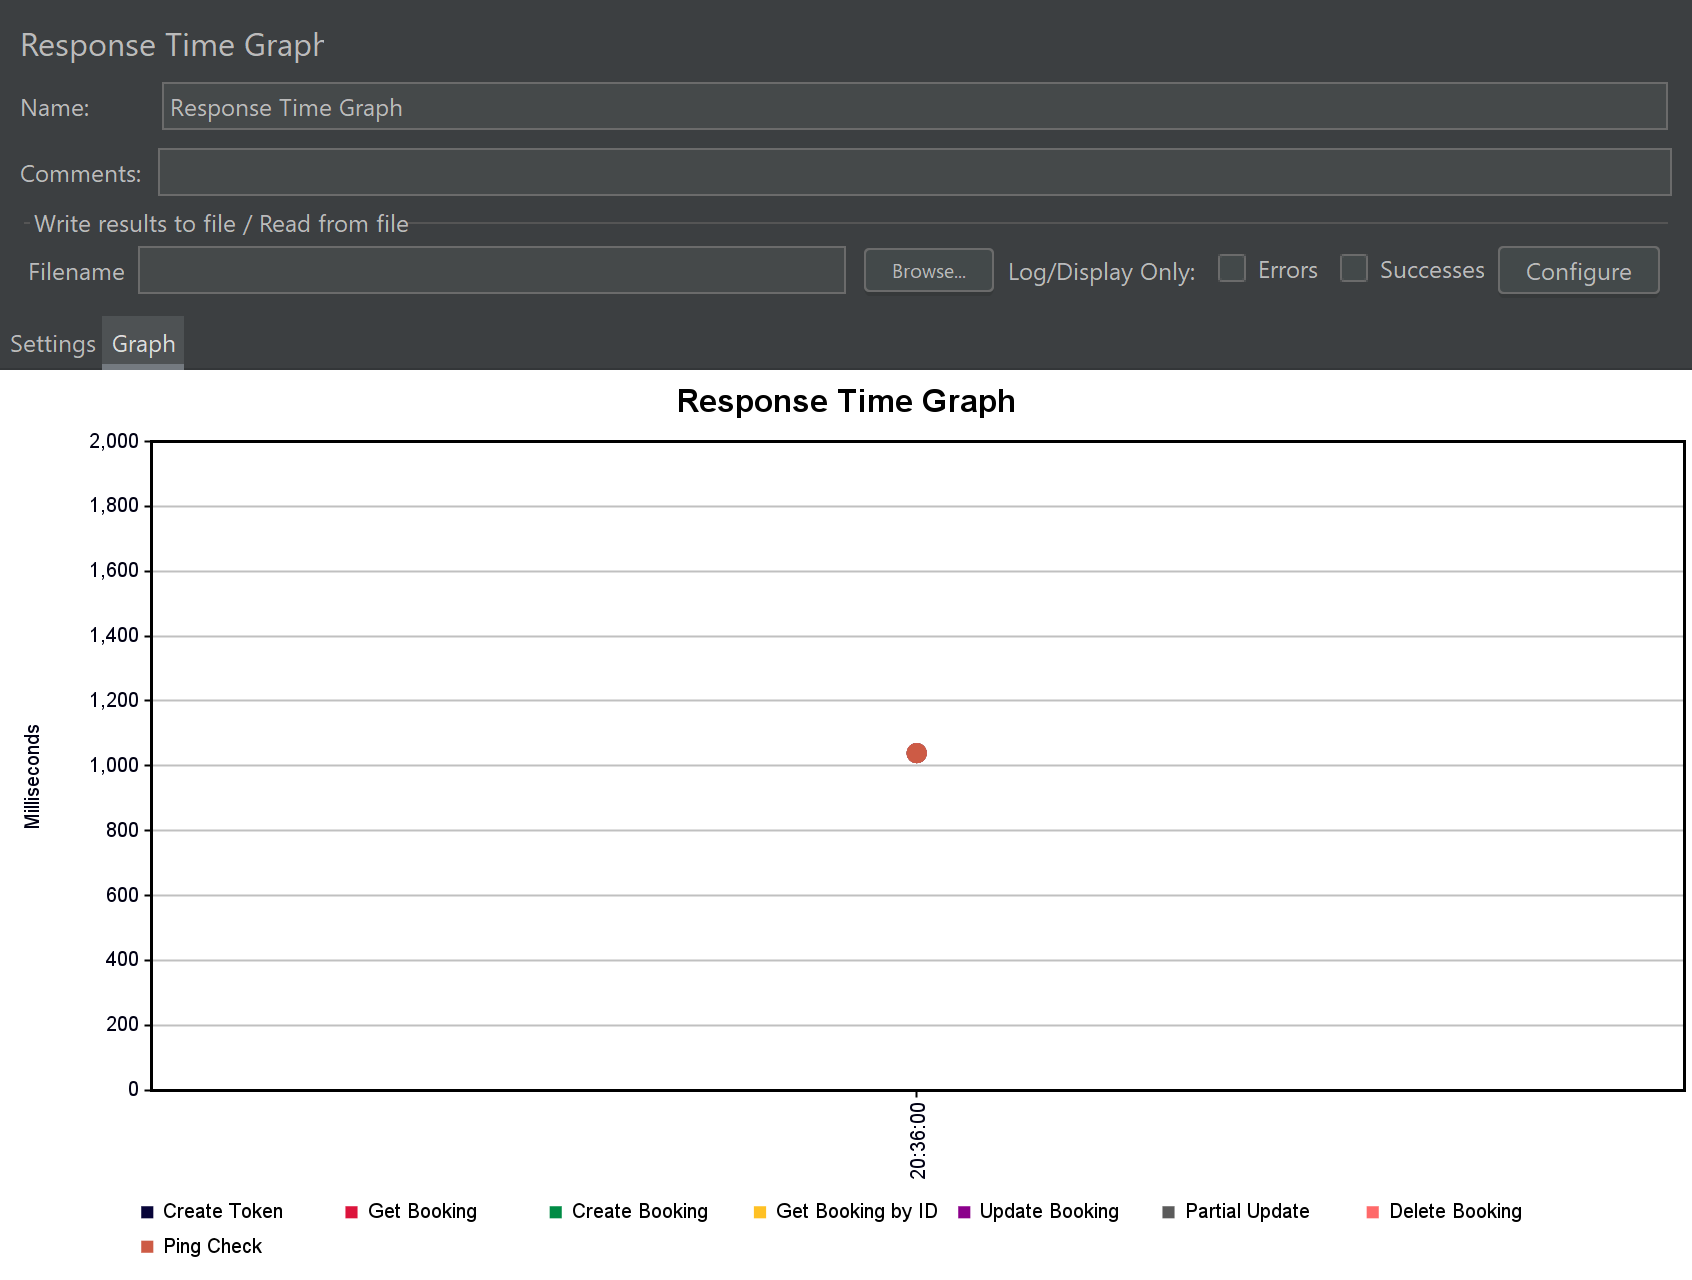 Response Time Graph
Name: Response Time Graph
Comments:
Write results to file / Read from file
Filename Browse... Log/Display Only: Errors Successes Configure
Settings Graph
Response Time Graph
2,000
1,800
1,600
1,400
1,200
1,000
800
600
400
200
0
Milliseconds
20:36:00
Create Token Get Booking Create Booking Get Booking by ID Update Booking Partial Update Delete Booking
Ping Check